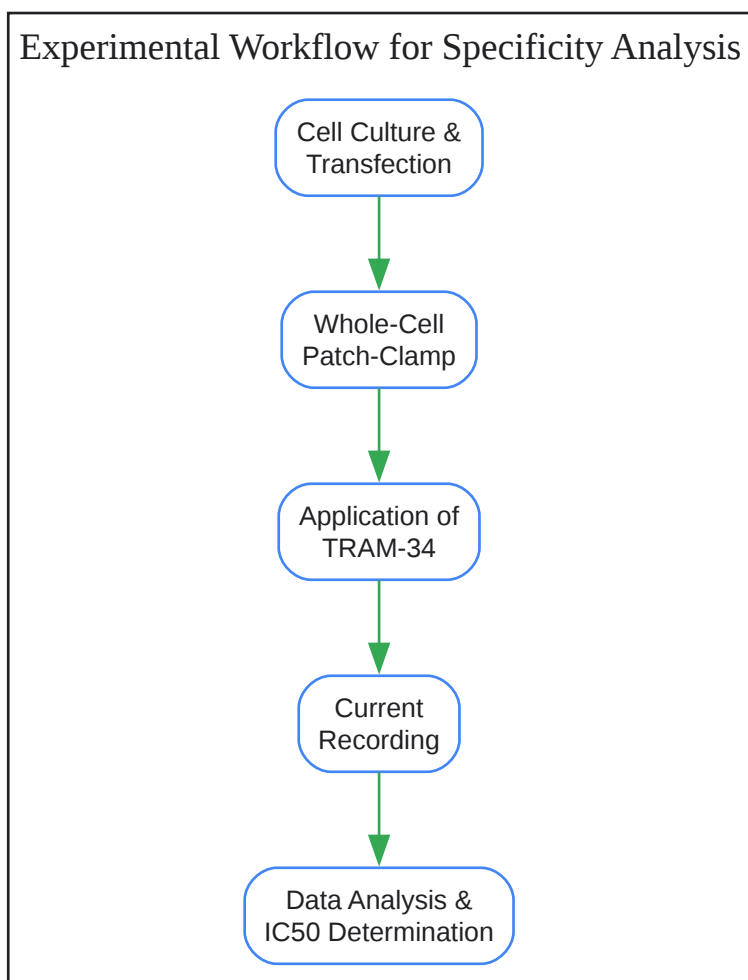 Experimental Workflow for Specificity Analysis
Cell Culture &
Transfection
Whole-Cell
Patch-Clamp
Application of
TRAM-34
Current
Recording
Data Analysis &
IC50 Determination